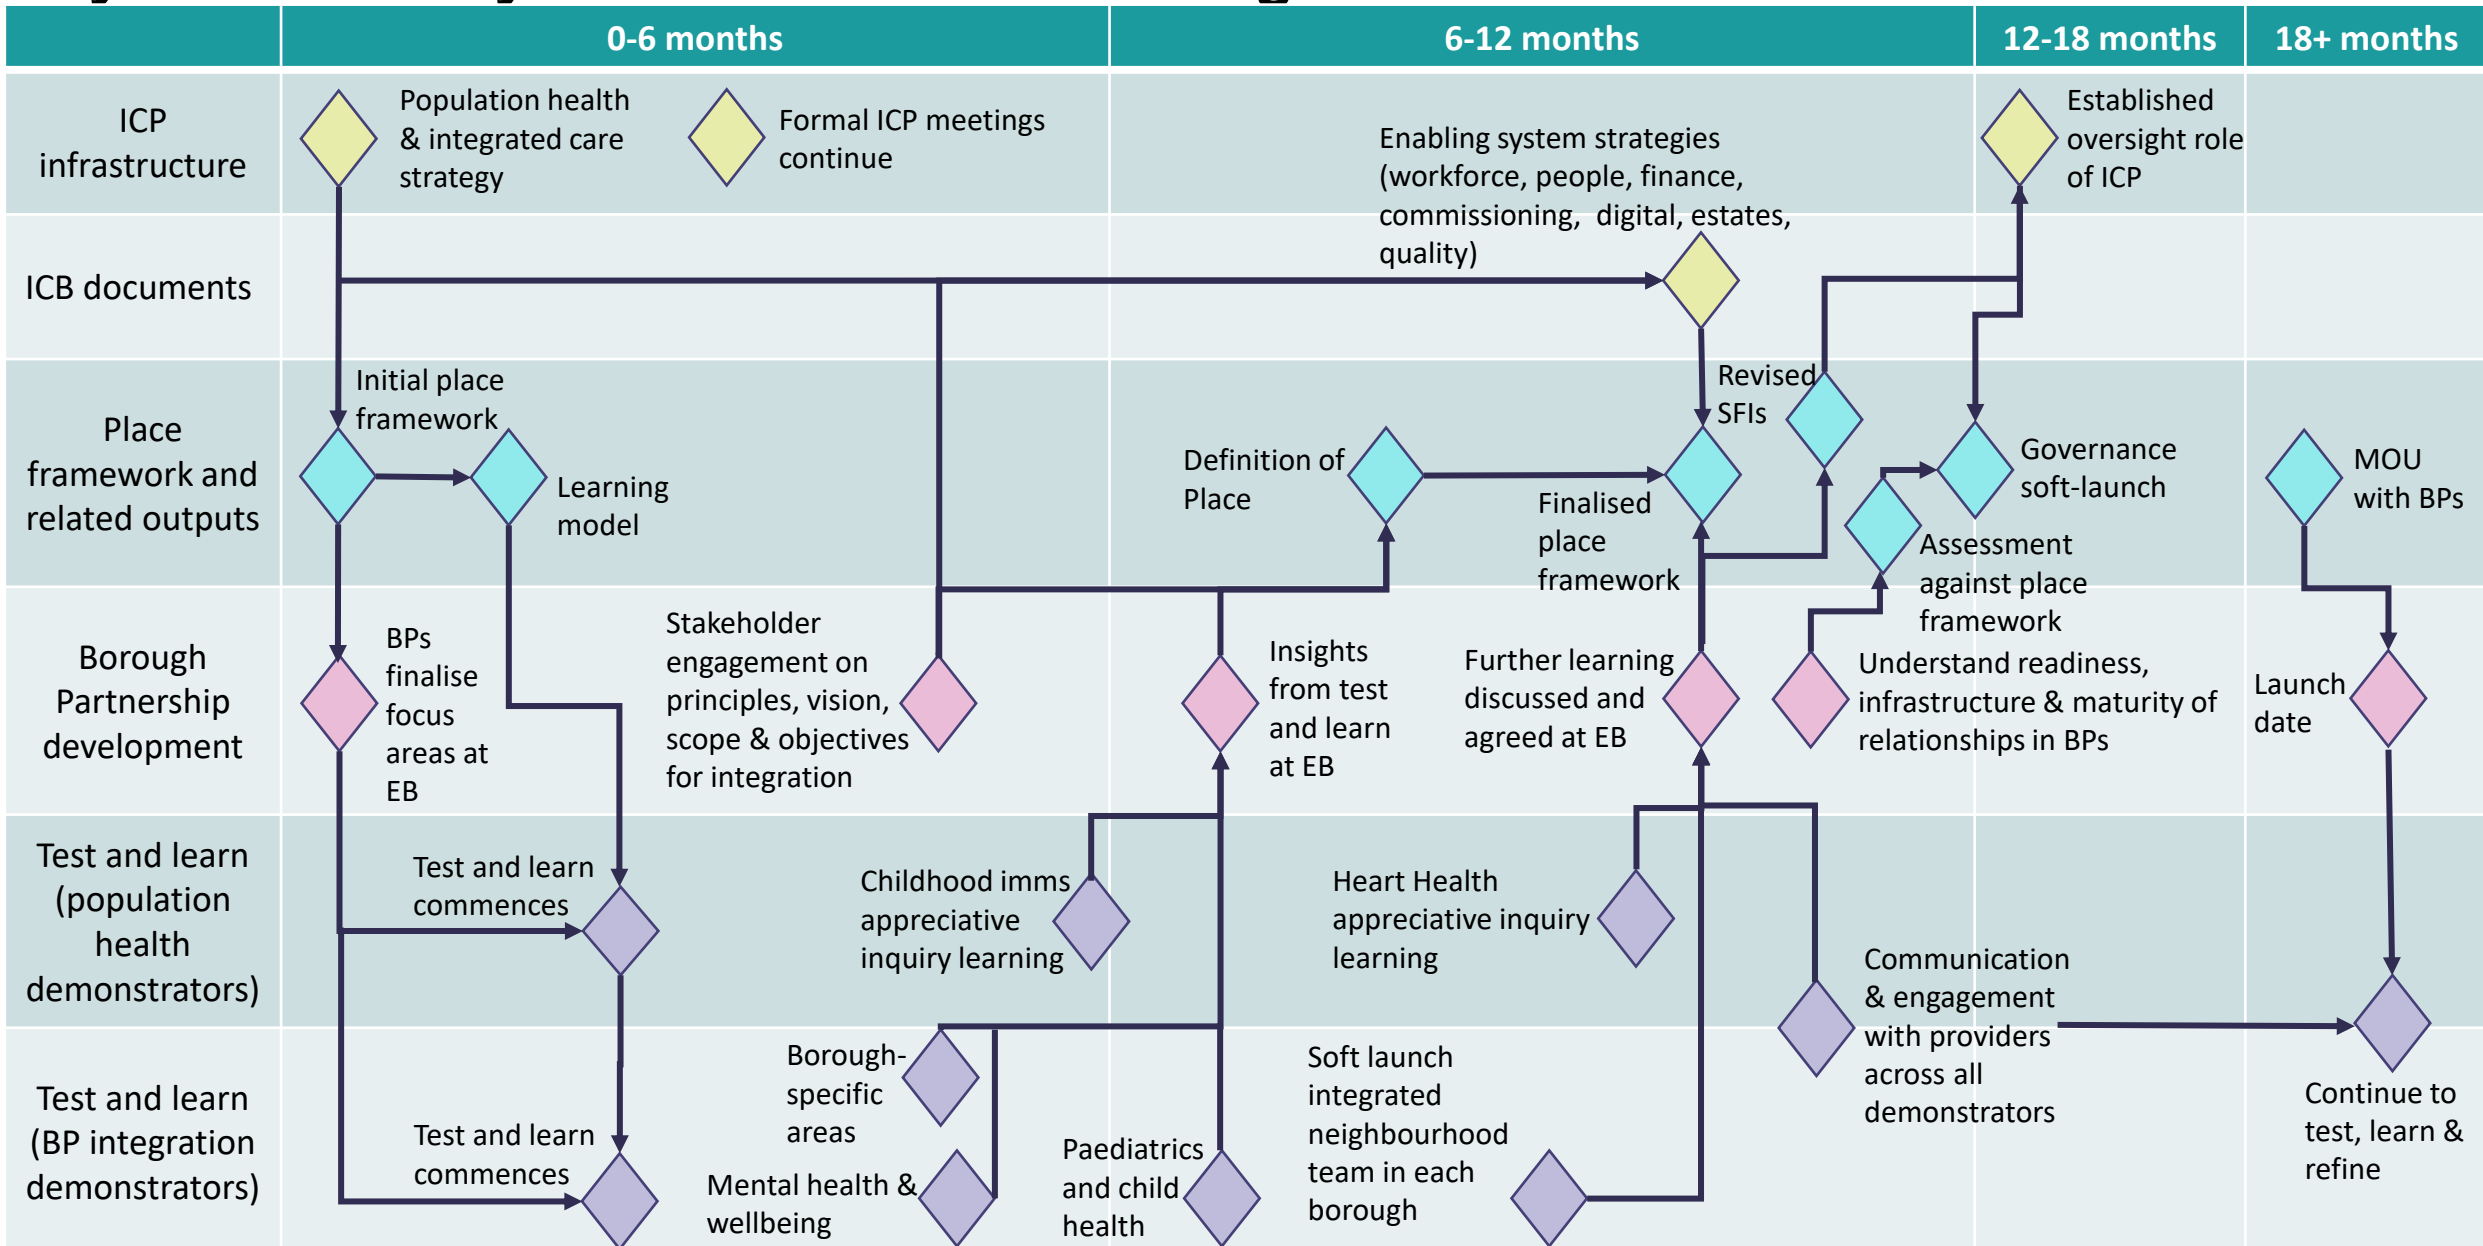 0-6 months
6-12 months
12-18 months
18+ months
ICP
infrastructure
Population health
& integrated care
strategy
Formal ICP meetings
continue
Enabling system strategies
(workforce, people, finance,
commissioning, digital, estates,
quality)
Established
oversight role
of ICP
ICB documents
Place
framework and
related outputs
Initial place
framework
Learning
model
Definition of
Place
Finalised
place
framework
Revised
SFIs
Assessment
against place
framework
Governance
soft-launch
MOU
with BPs
Borough
Partnership
development
BPs
finalise
focus
areas at
EB
Stakeholder
engagement on
principles, vision,
scope & objectives
for integration
Insights
from test
and learn
at EB
Further learning
discussed and
agreed at EB
Understand readiness,
infrastructure & maturity of
relationships in BPs
Launch
date
Test and learn
(population
health
demonstrators)
Test and learn
commences
Childhood imms
appreciative
inquiry learning
Heart Health
appreciative inquiry
learning
Communication
& engagement
with providers
across all
demonstrators
Continue to
test, learn &
refine
Test and learn
(BP integration
demonstrators)
Test and learn
commences
Borough-
specific
areas
Mental health &
wellbeing
Paediatrics
and child
health
Soft launch
integrated
neighbourhood
team in each
borough